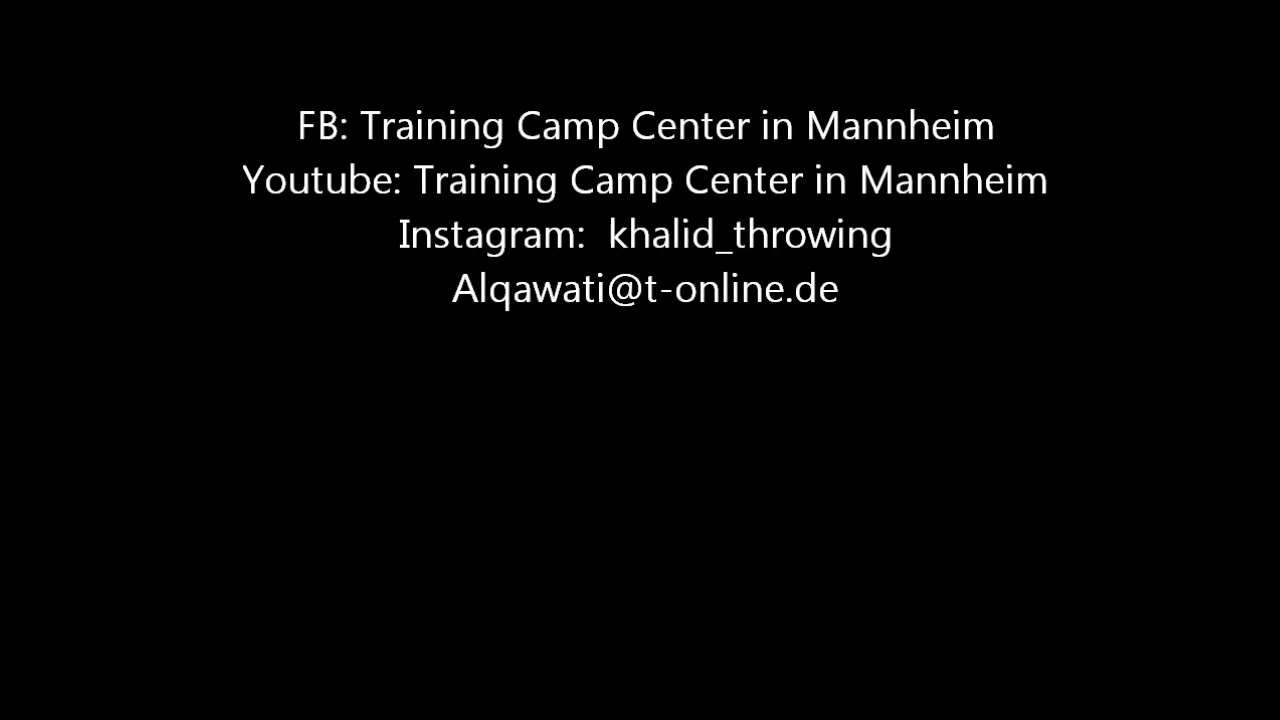 FB: Training Camp Center in Mannheim
Youtube: Training Camp Center in Mannheim
Instagram:  khalid_throwing
Alqawati@t-online.de